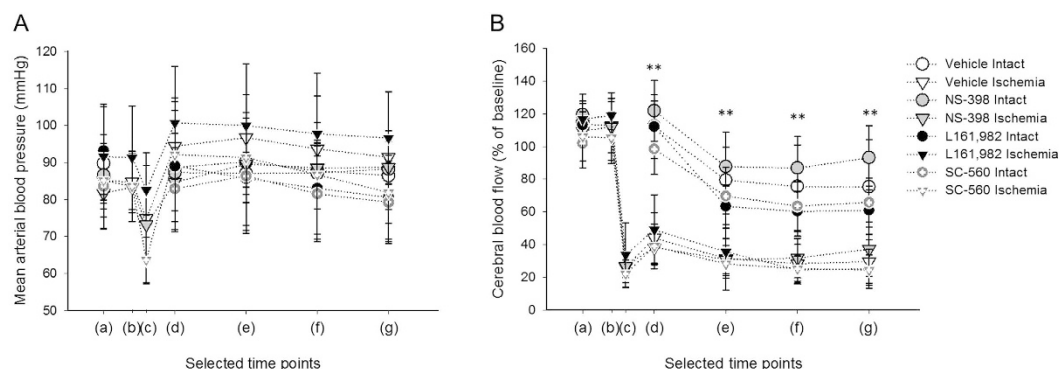 A
Mean arterial blood pressure (mmHg)
120
110
100
90
80
70
60
50
(a) (b) (c) (d) (e) (f) (g)
Selected time points
B
Cerebral blood flow (% of baseline)
160
140
120
100
80
60
40
20
0
** ** ** **
(a) (b) (c) (d) (e) (f) (g)
Selected time points
Vehicle Intact
Vehicle Ischemia
NS-398 Intact
NS-398 Ischemia
L161,982 Intact
L161,982 Ischemia
SC-560 Intact
SC-560 Ischemia